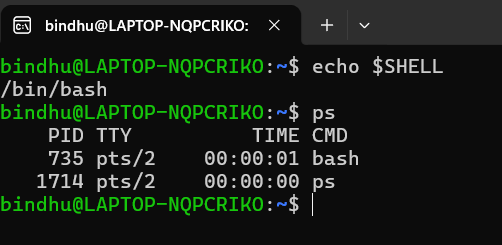 bindhu@LAPTOP-NQPCRIKO:
bindhu@LAPTOP-NQPCRIKO:~$ echo $SHELL
/bin/bash
bindhu@LAPTOP-NQPCRIKO:~$ ps
    PID TTY          TIME CMD
    735 pts/2    00:00:01 bash
   1714 pts/2    00:00:00 ps
bindhu@LAPTOP-NQPCRIKO:~$